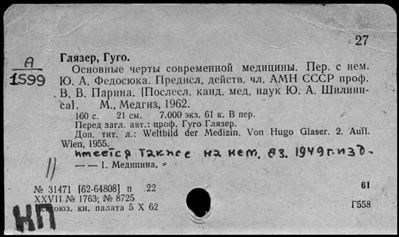 27
А
1599
Глязер, Гуго.
Основные черты современной медицины. Пер. с нем.
Ю. А. Федосюка. Предисл. действ. чл. АМН СССР проф.
В. В. Парина. [Послесл. канд. мед. наук Ю. А. Шилини-
са]. М., Медгиз, 1962.
160 с. 21 см. 7.000 экз. 61 к. В пер.
Перед загл. авт.: проф. Гуго Глязер.
Доп. тит. л.: Weltbild der Medizin. Von Hugo Glaser. 2. Aufl.
Wien, 1955.
имеется также на нем. яз. 1949 г. изд.
— — 1. Медицина.
№ 31471 [62-64808] п 22
61
XXVII № 1763; № 8725
Г558
кн. палата 5 X 62
НП